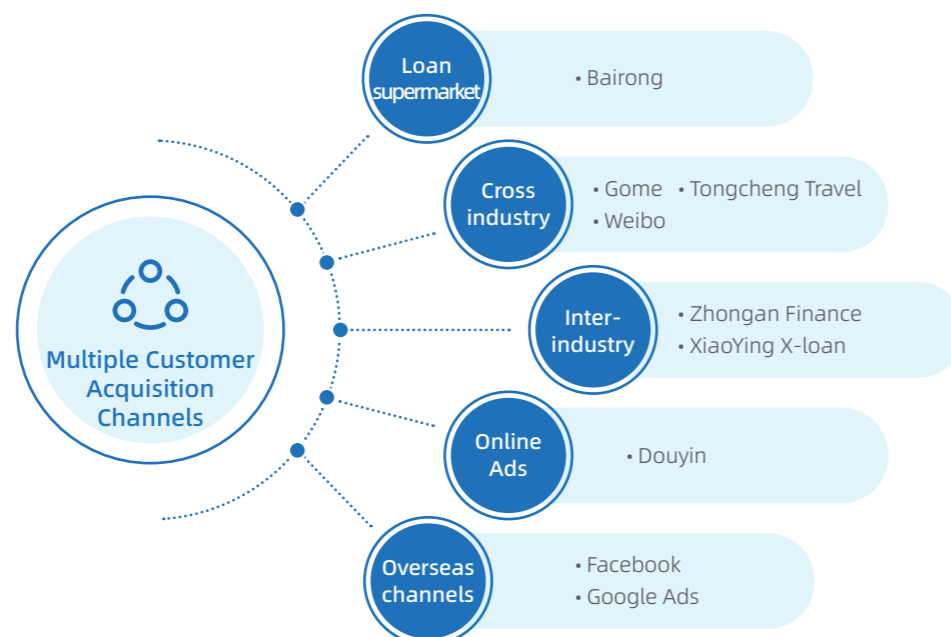 Loan
supermarket
• Bairong
Cross
industry
• Gome • Tongcheng Travel
• Weibo
Multiple Customer
Acquisition
Channels
Inter-
industry
• Zhongan Finance
• XiaoYing X-loan
Online
Ads
• Douyin
Overseas
channels
• Facebook
• Google Ads